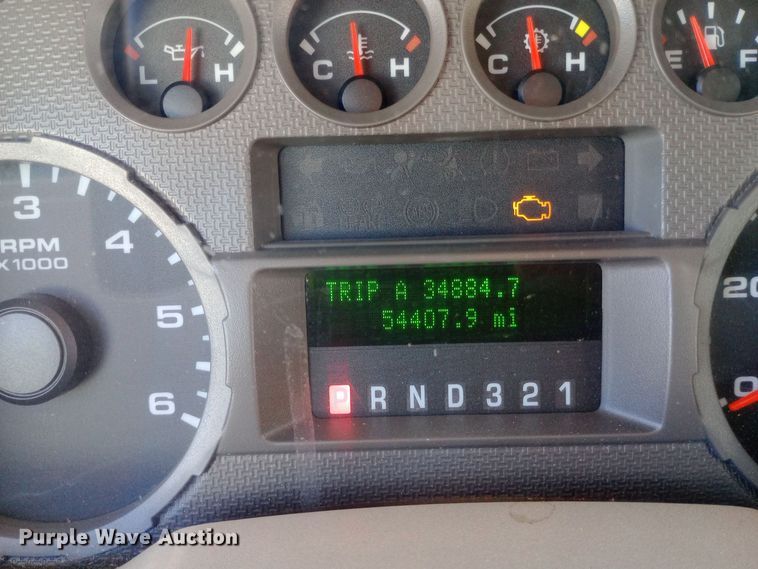 L H
C H
C H
E F
3
4
5
6
RPM
X1000
TRIP A 34884.7
54407.9 mi
P R N D 3 2 1
20
0
Purple Wave Auction®